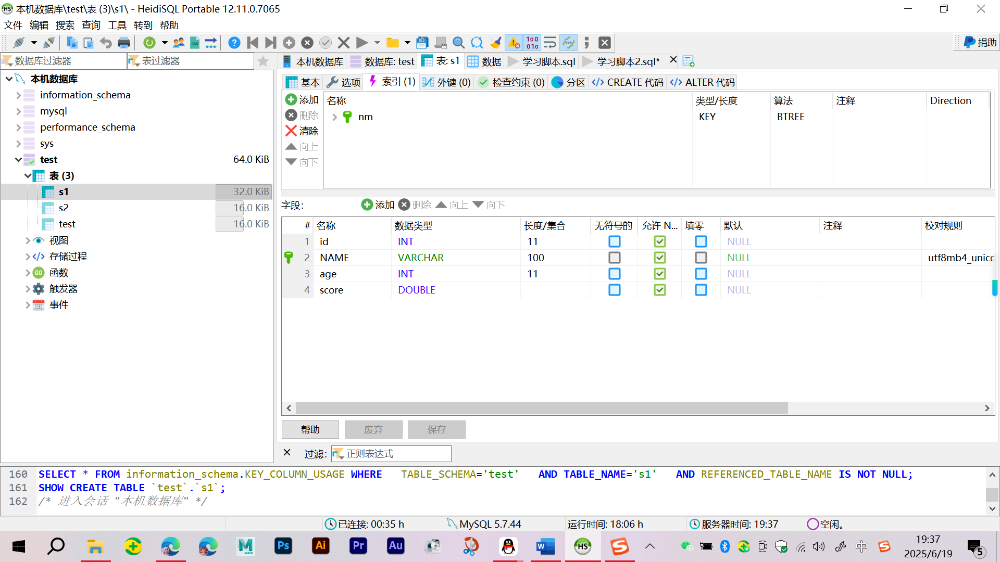 本机数据库\test\表 (3)\s1\ - HeidiSQL Portable 12.11.0.7065
文件 编辑 搜索 查询 工具 转到 帮助
捐助
数据库过滤器 表过滤器
本机数据库 数据库: test 表: s1 数据 学习脚本.sql 学习脚本2.sql*
本机数据库
information_schema
mysql
performance_schema
sys
test 64.0 KiB
表 (3)
s1 32.0 KiB
s2 16.0 KiB
test 16.0 KiB
视图
存储过程
函数
触发器
事件
基本 选项 索引 (1) 外键 (0) 检查约束 (0) 分区 CREATE 代码 ALTER 代码
添加
删除
清除
向上
向下
名称 类型/长度 算法 注释 Direction
nm KEY BTREE
字段: 添加 删除 向上 向下
# 名称 数据类型 长度/集合 无符号的 允许 N... 填零 默认 注释 校对规则
1 id INT 11 NULL
2 NAME VARCHAR 100 NULL utf8mb4_unicc
3 age INT 11 NULL
4 score DOUBLE NULL
帮助 废弃 保存
过滤: 正则表达式
160 SELECT * FROM information_schema.KEY_COLUMN_USAGE WHERE TABLE_SCHEMA='test' AND TABLE_NAME='s1' AND REFERENCED_TABLE_NAME IS NOT NULL;
161 SHOW CREATE TABLE `test`.`s1`;
162 /* 进入会话 "本机数据库" */
已连接: 00:35 h MySQL 5.7.44 运行时间: 18:06 h 服务器时间: 19:37 空闲。
MAYA Ps Ai Pr Au W HS S 中 S
19:37
2025/6/19
5